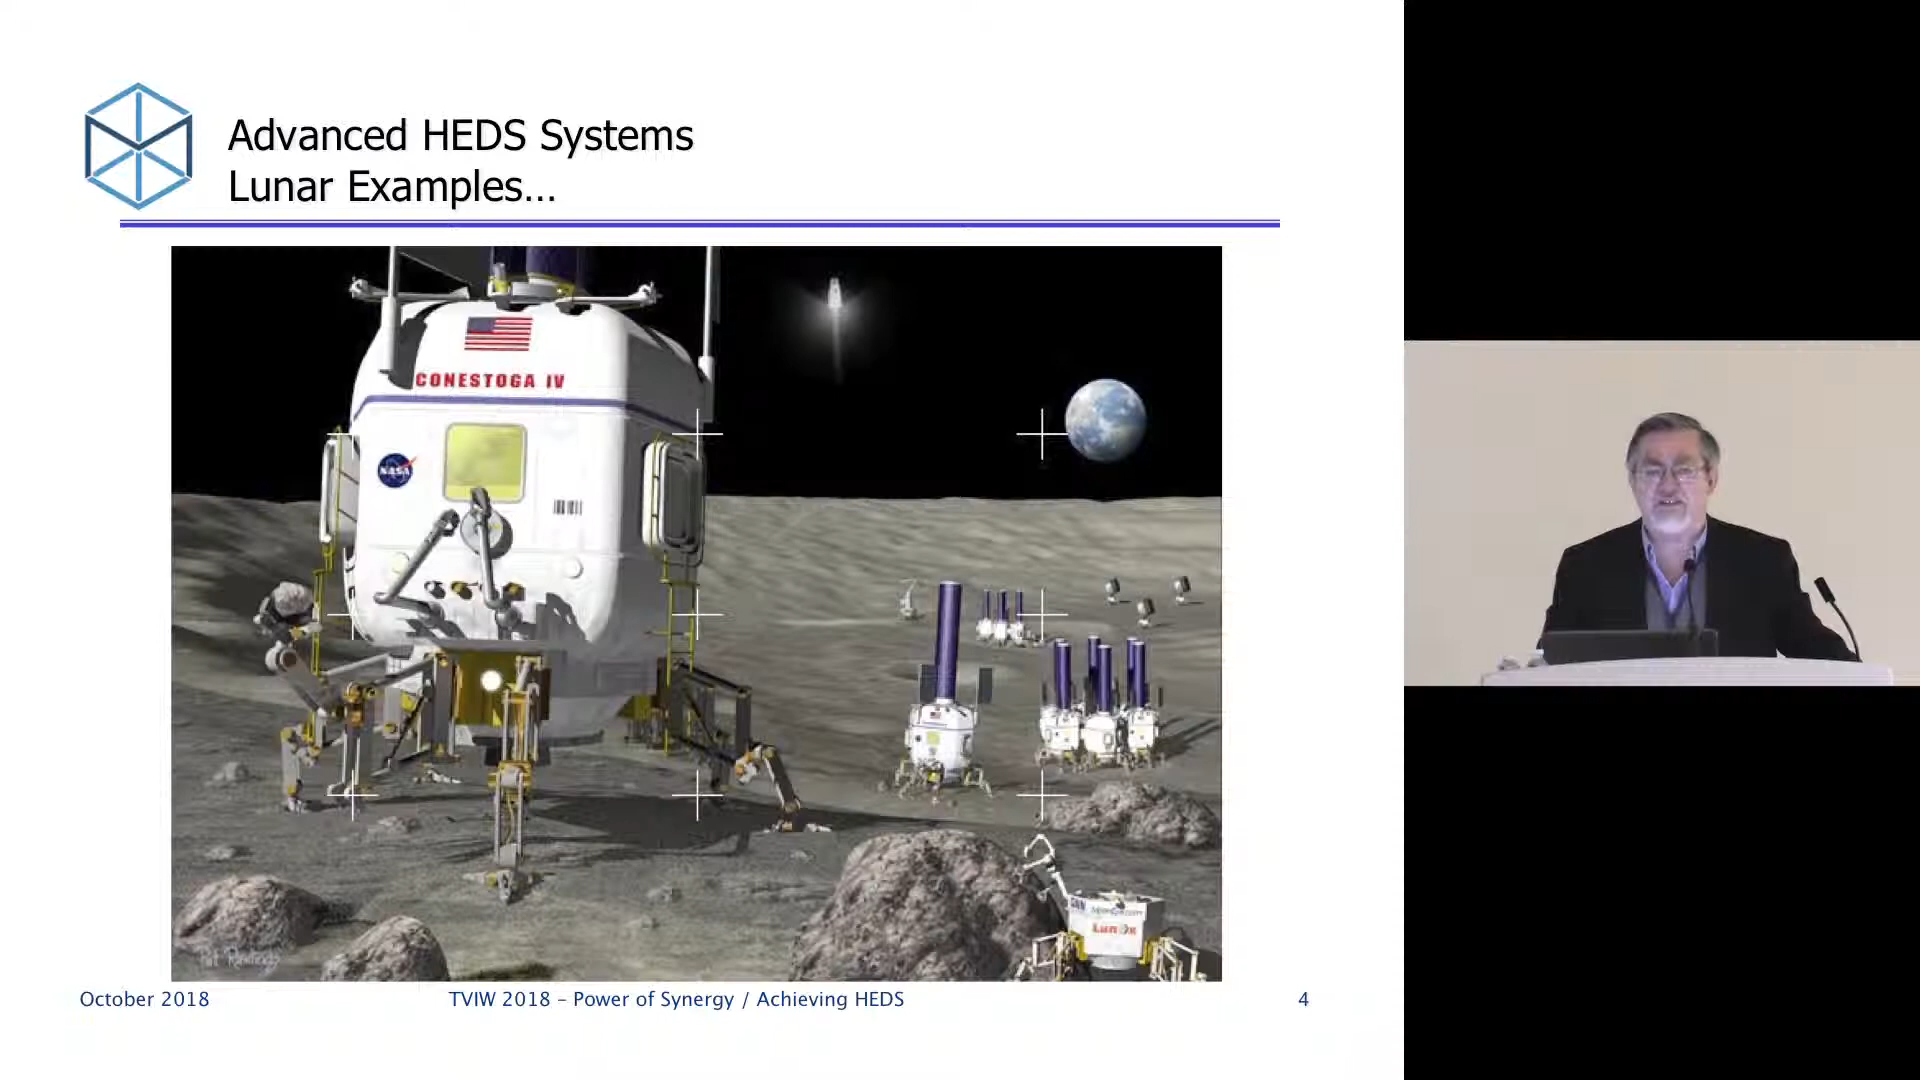 Advanced HEDS Systems
Lunar Examples...
CONESTOGA IV
NASA
October 2018
TVIW 2018 – Power of Synergy / Achieving HEDS
4